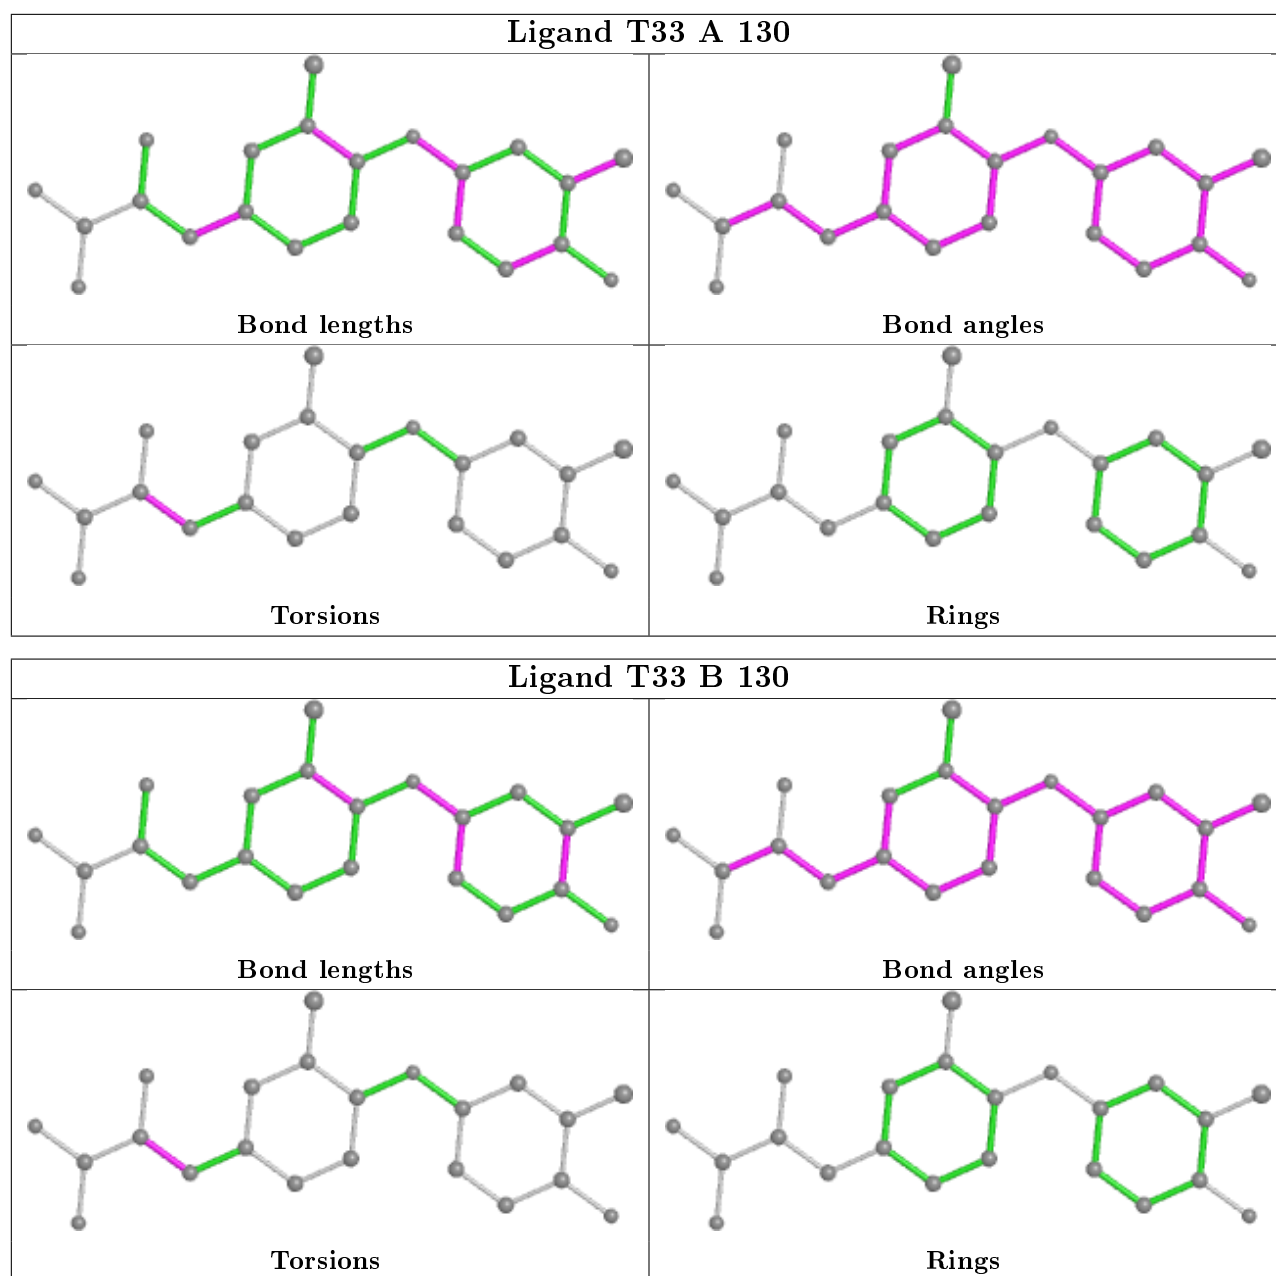 Ligand T33 A 130
Bond lengths
Bond angles
Torsions
Rings
Ligand T33 B 130
Bond lengths
Bond angles
Torsions
Rings